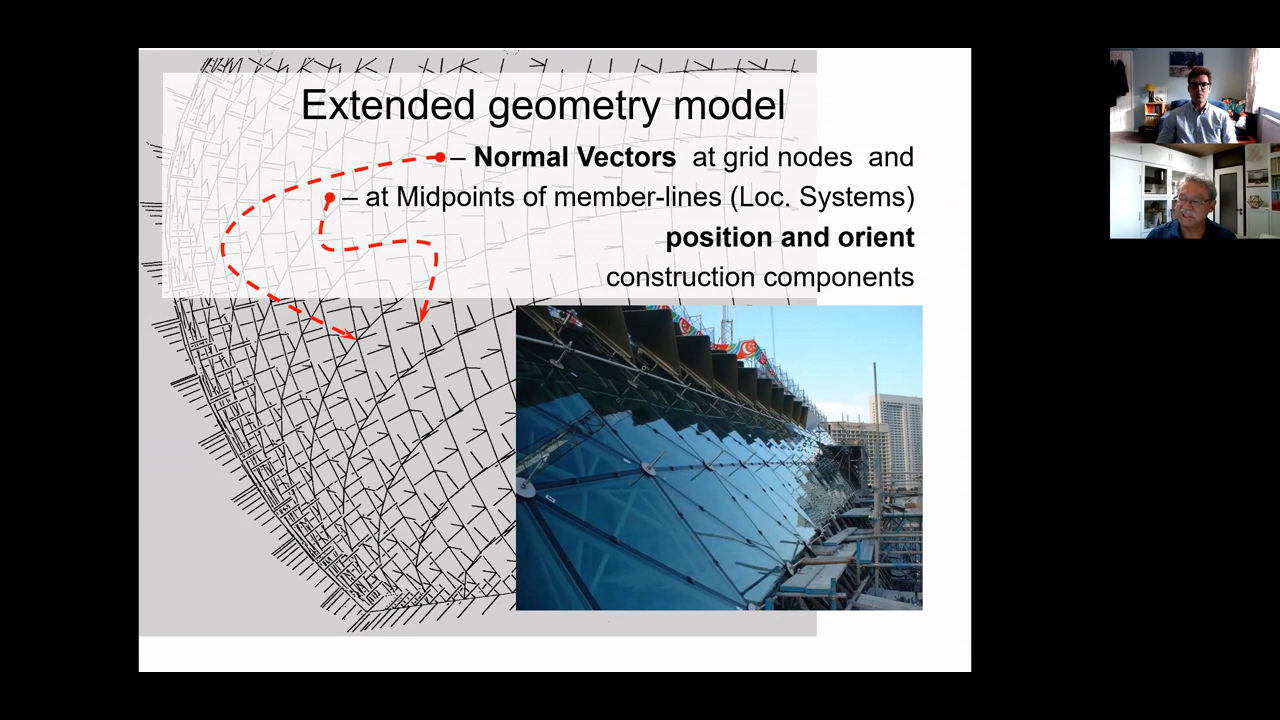 Extended geometry model
– Normal Vectors at grid nodes and
– at Midpoints of member-lines (Loc. Systems)
position and orient
construction components